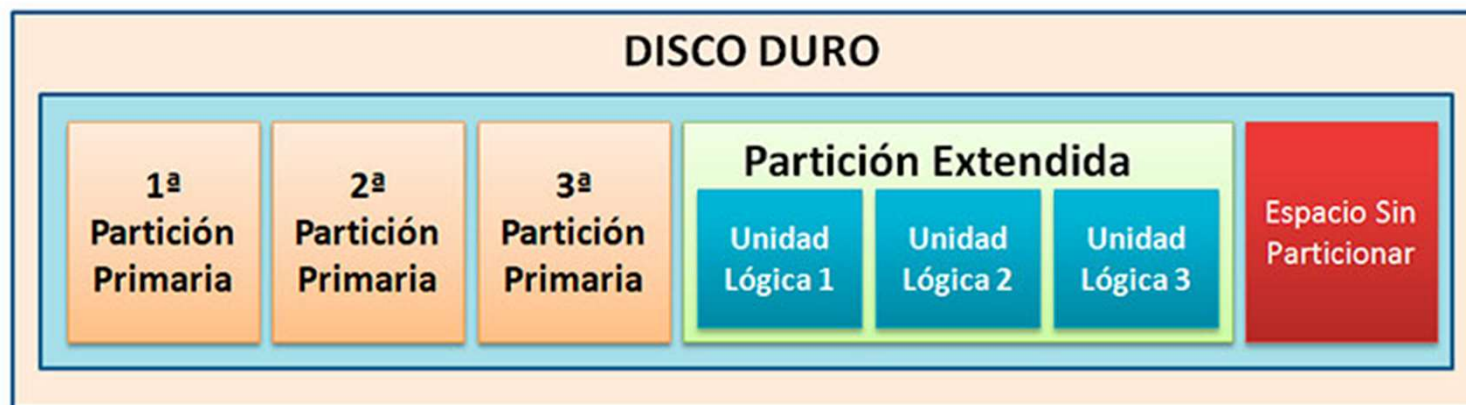 DISCO DURO
1ª
Partición
Primaria
2ª
Partición
Primaria
3ª
Partición
Primaria
Partición Extendida
Unidad
Lógica 1
Unidad
Lógica 2
Unidad
Lógica 3
Espacio Sin
Particionar